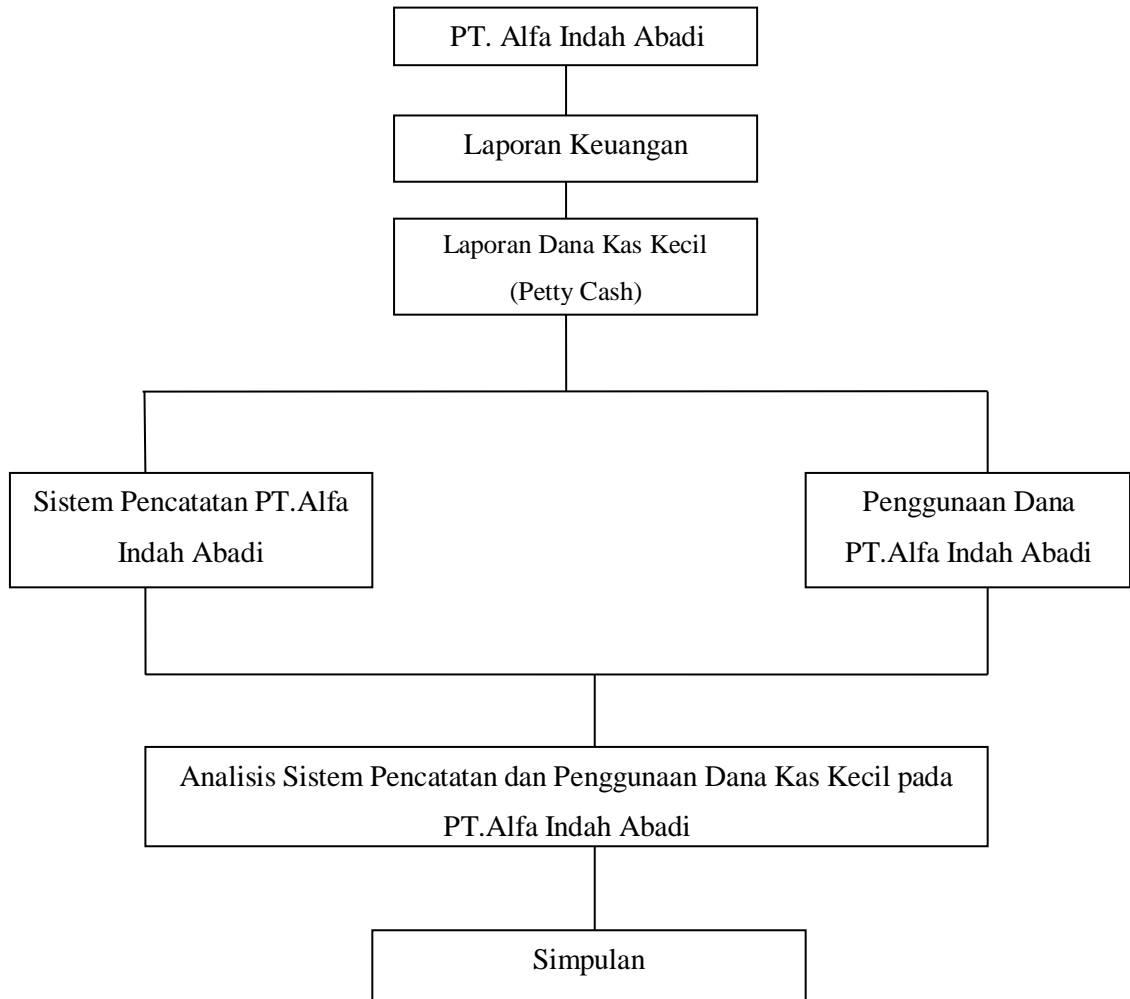 PT. Alfa Indah Abadi
Laporan Keuangan
Laporan Dana Kas Kecil
(Petty Cash)
Sistem Pencatatan PT.Alfa
Indah Abadi
Penggunaan Dana
PT.Alfa Indah Abadi
Analisis Sistem Pencatatan dan Penggunaan Dana Kas Kecil pada
PT.Alfa Indah Abadi
Simpulan